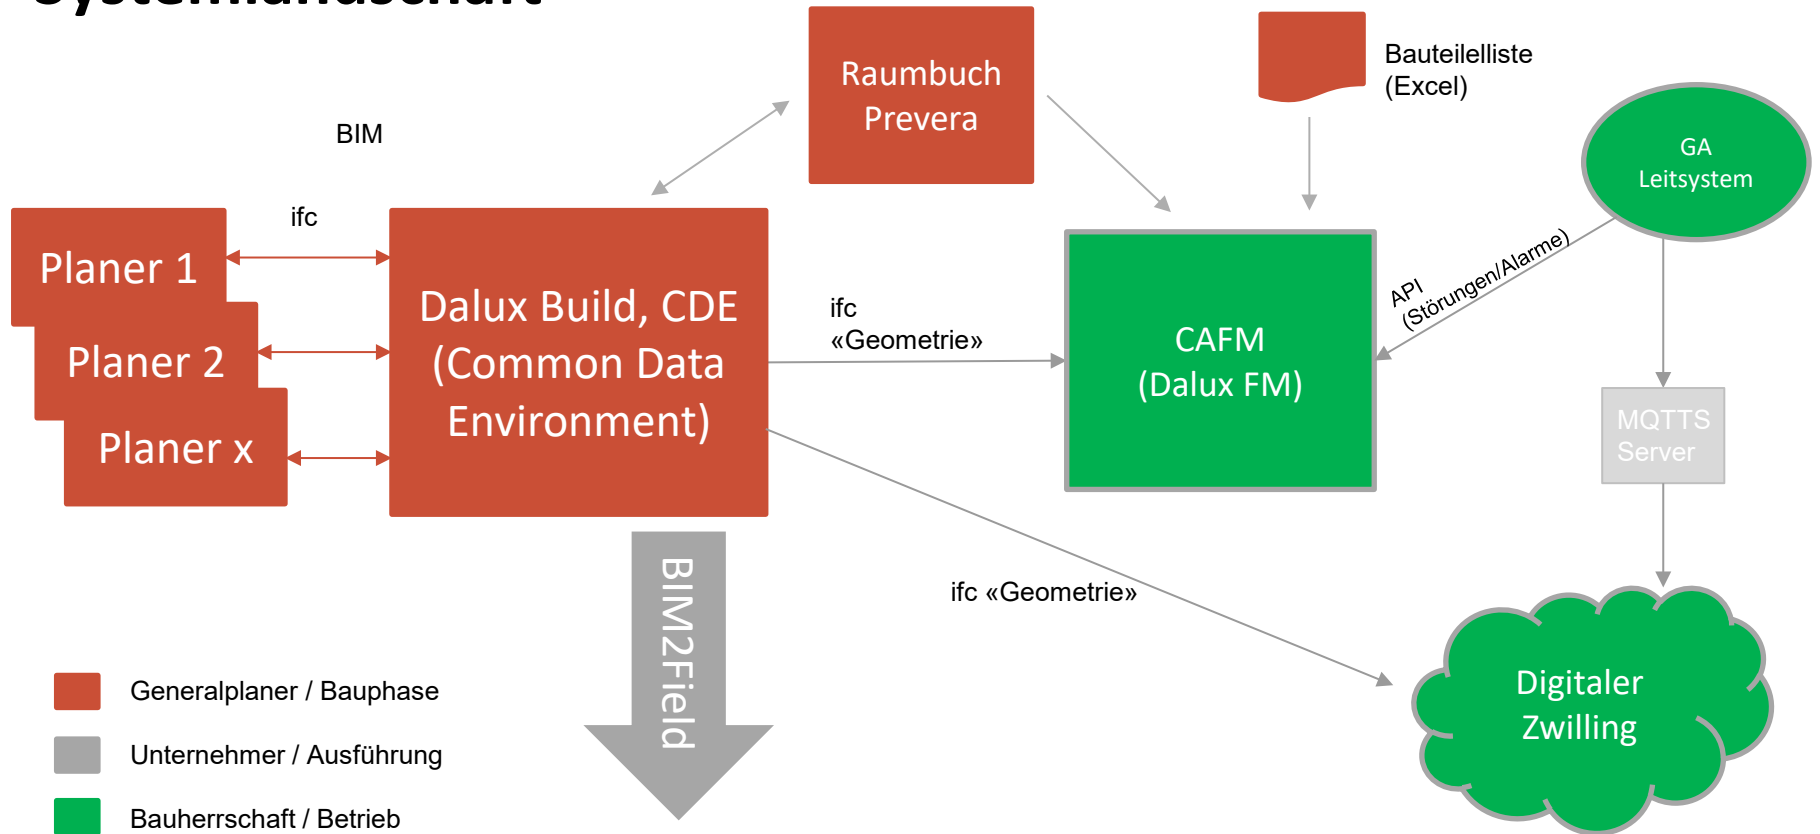 Systemlandschaft
Raumbuch
Prevera
Bauteilelliste
(Excel)
GA
Leitsystem
BIM
ifc
Planer 1
Planer 2
Planer x
Dalux Build, CDE
(Common Data
Environment)
ifc
«Geometrie»
CAFM
(Dalux FM)
API
(Störungen/Alarme)
MQTTS
Server
ifc «Geometrie»
BIM2Field
Digitaler
Zwilling
Generalplaner / Bauphase
Unternehmer / Ausführung
Bauherrschaft / Betrieb